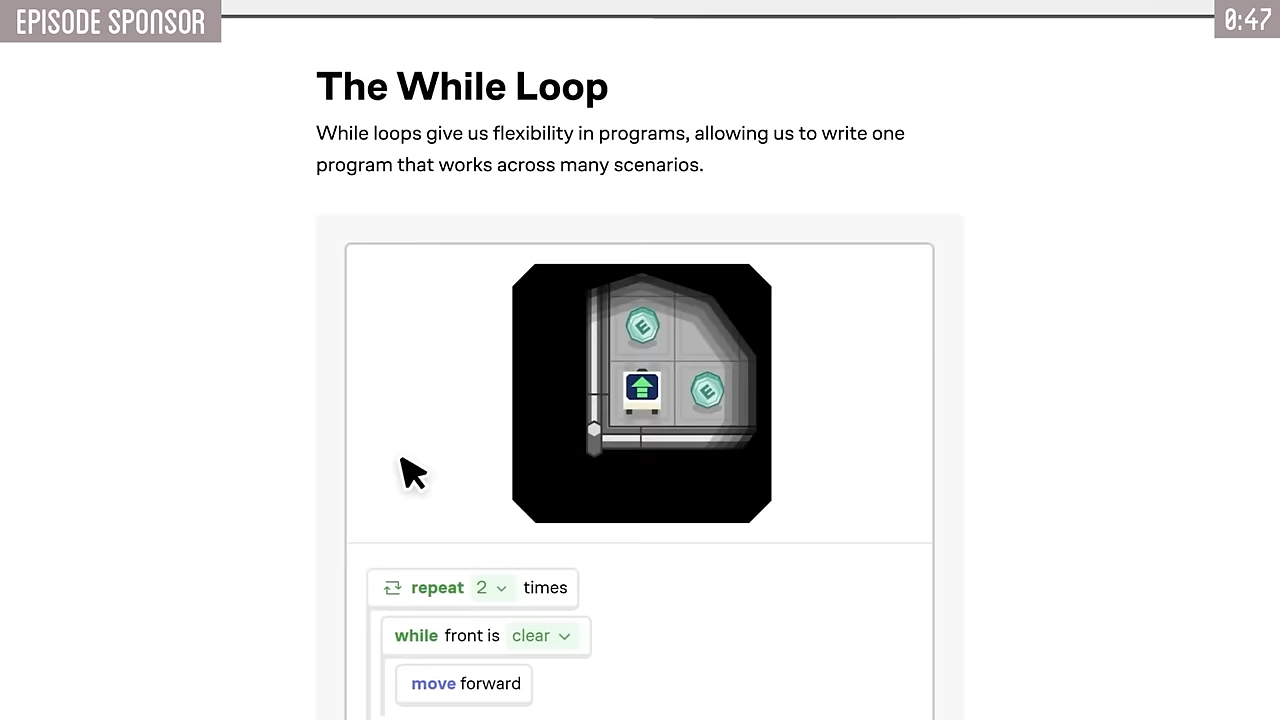 EPISODE SPONSOR
0:47
The While Loop
While loops give us flexibility in programs, allowing us to write one
program that works across many scenarios.
E
E
repeat 2 times
while front is clear
move forward